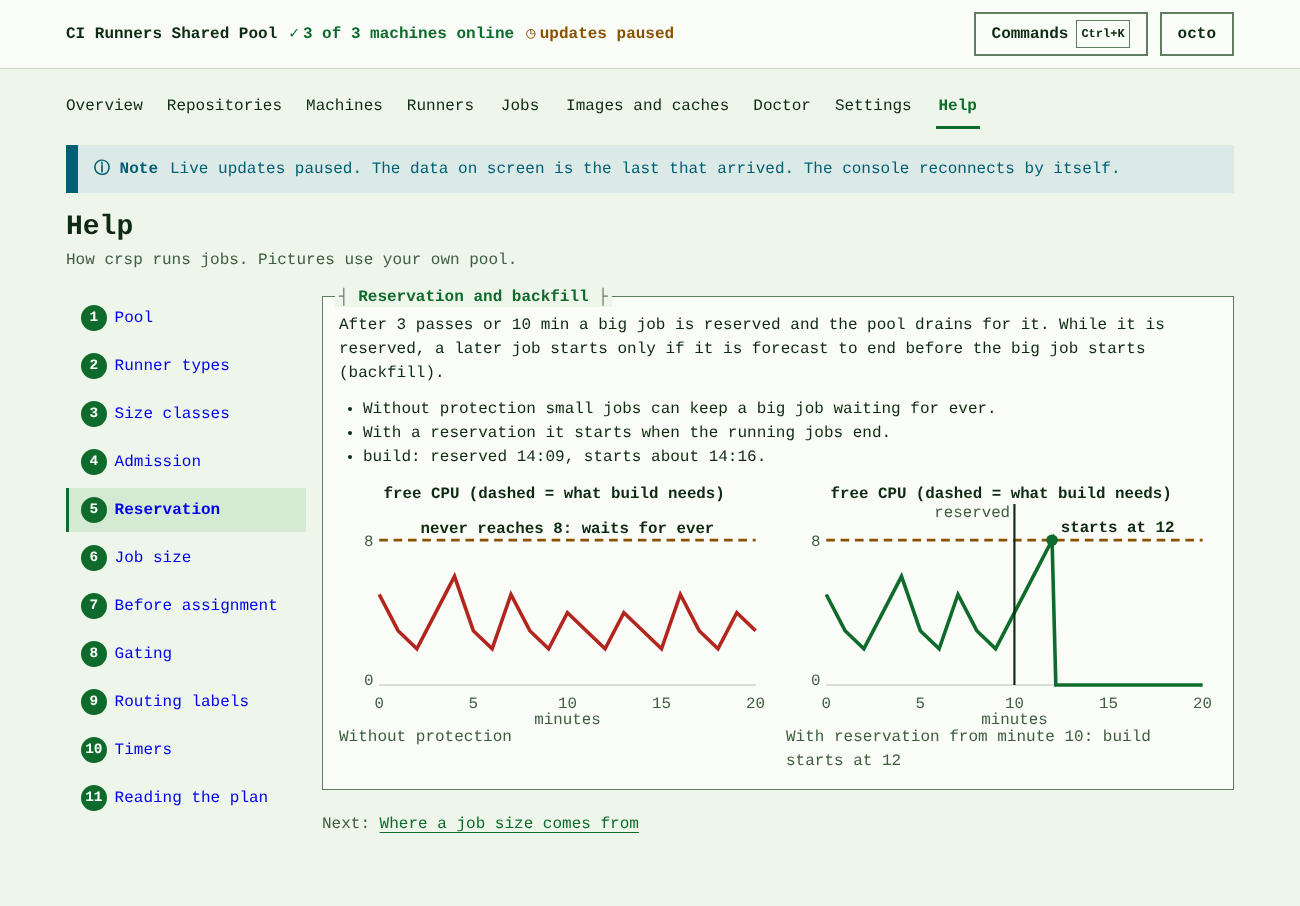 CI Runners Shared Pool ✓ 3 of 3 machines online ◷ updates paused
Commands Ctrl+K octo
Overview Repositories Machines Runners Jobs Images and caches Doctor Settings Help
ⓘ Note Live updates paused. The data on screen is the last that arrived. The console reconnects by itself.
Help
How crsp runs jobs. Pictures use your own pool.
1 Pool
2 Runner types
3 Size classes
4 Admission
5 Reservation
6 Job size
7 Before assignment
8 Gating
9 Routing labels
10 Timers
11 Reading the plan
┤ Reservation and backfill ├
After 3 passes or 10 min a big job is reserved and the pool drains for it. While it is
reserved, a later job starts only if it is forecast to end before the big job starts
(backfill).
• Without protection small jobs can keep a big job waiting for ever.
• With a reservation it starts when the running jobs end.
• build: reserved 14:09, starts about 14:16.
free CPU (dashed = what build needs)
never reaches 8: waits for ever
8
0
0 5 10 15 20
minutes
Without protection
free CPU (dashed = what build needs)
reserved
starts at 12
8
0
0 5 10 15 20
minutes
With reservation from minute 10: build
starts at 12
Next: Where a job size comes from